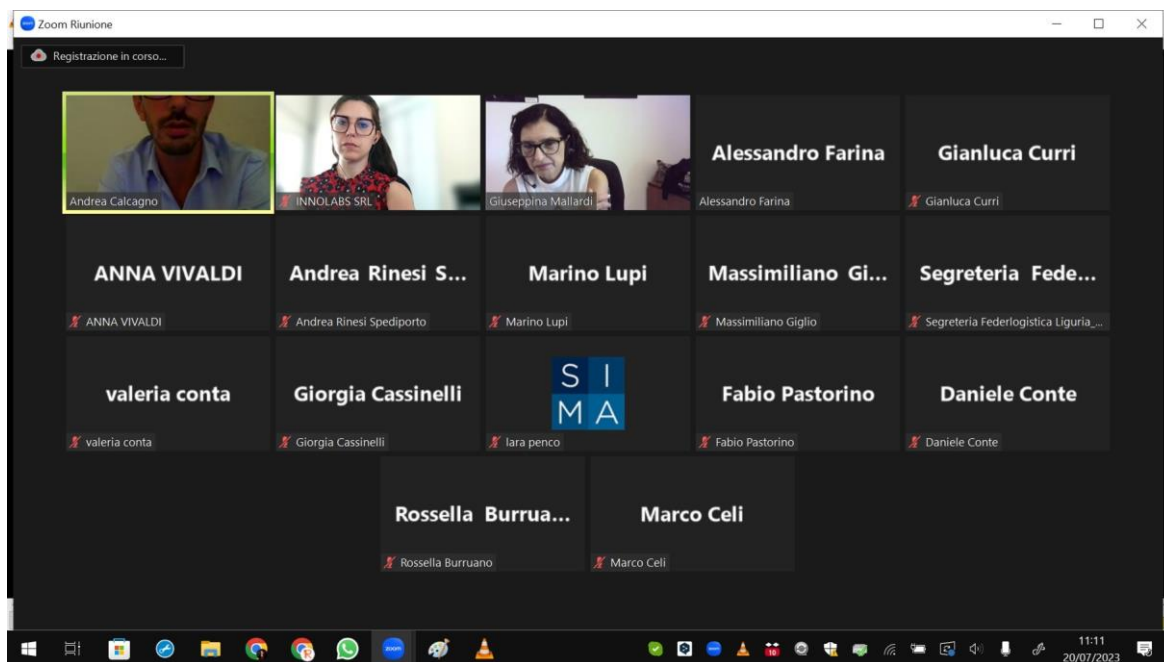 Zoom Riunione
Registrazione in corso...
Andrea Calcagno
INNOLABS SRL
Giuseppina Mallardi
Alessandro Farina
Alessandro Farina
Gianluca Curri
Gianluca Curri
ANNA VIVALDI
ANNA VIVALDI
Andrea Rinesi S...
Andrea Rinesi Spediporto
Marino Lupi
Marino Lupi
Massimiliano Gi...
Massimiliano Giglio
Segreteria Fede...
Segreteria Federlogistica Liguria_...
valeria conta
valeria conta
Giorgia Cassinelli
Giorgia Cassinelli
S I
M A
lara penco
Fabio Pastorino
Fabio Pastorino
Daniele Conte
Daniele Conte
Rossella Burrua...
Rossella Burruano
Marco Celi
Marco Celi
zoom
10
11:11
20/07/2023